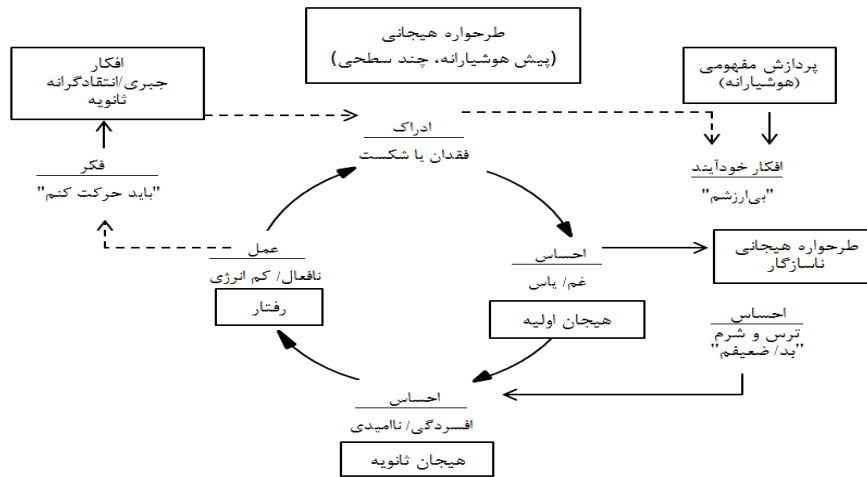 طرحواره هیجانی
(پیش هوشیارانه، چند سطحی)
پردازش مفهومی
(هوشیارانه)
افکار
جبری/انتقادگرانه
ثانویه
ادراک
فقدان یا شکست
افکار خودآیند
"بی‌ارزشم"
فکر
"باید حرکت کنم"
احساس
غم/ یاس
طرحواره هیجانی
ناسازگار
عمل
نافعال/ کم انرژی
رفتار
هیجان اولیه
احساس
ترس و شرم
"بد/ ضعیفم"
احساس
افسردگی/ ناامیدی
هیجان ثانویه